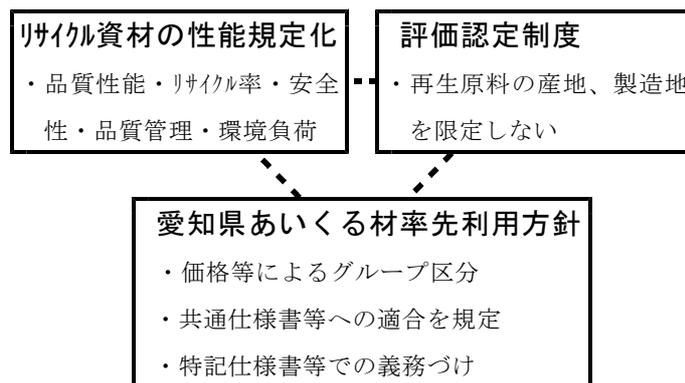 ﾘｻｲｸﾙ資材の性能規定化
・品質性能・ﾘｻｲｸﾙ率・安全
性・品質管理・環境負荷
評価認定制度
・再生原料の産地、製造地
を限定しない
愛知県あいくる材率先利用方針
・価格等によるグループ区分
・共通仕様書等への適合を規定
・特記仕様書等での義務づけ